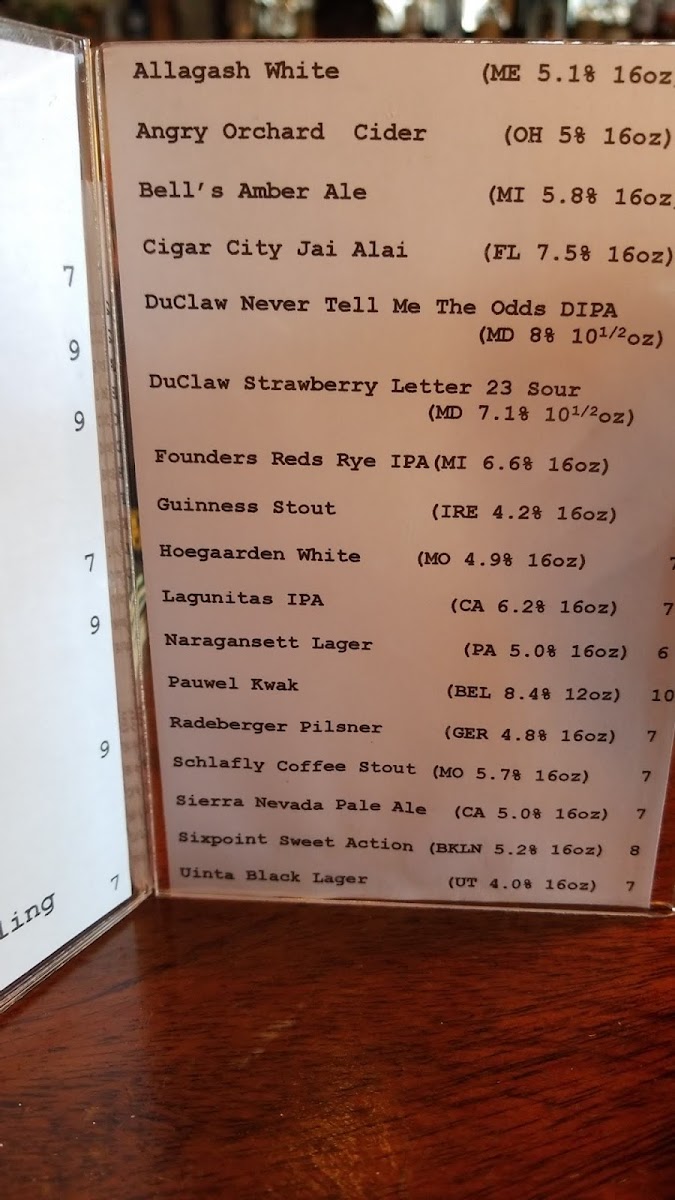 7
9
9
7
9
9
7
ling
Allagash White (ME 5.1% 16oz
Angry Orchard Cider (OH 5% 16oz)
Bell's Amber Ale (MI 5.8% 16oz
Cigar City Jai Alai (FL 7.5% 16oz)
DuClaw Never Tell Me The Odds DIPA
(MD 8% 10 1/2oz)
DuClaw Strawberry Letter 23 Sour
(MD 7.1% 10 1/2oz)
Founders Reds Rye IPA(MI 6.6% 16oz)
Guinness Stout (IRE 4.2% 16oz)
Hoegaarden White (MO 4.9% 16oz) 7
Lagunitas IPA (CA 6.2% 16oz) 7
Naragansett Lager (PA 5.0% 16oz) 6
Pauwel Kwak (BEL 8.4% 12oz) 10
Radeberger Pilsner (GER 4.8% 16oz) 7
Schlafly Coffee Stout (MO 5.7% 16oz) 7
Sierra Nevada Pale Ale (CA 5.0% 16oz) 7
Sixpoint Sweet Action (BKLN 5.2% 16oz) 8
Uinta Black Lager (UT 4.0% 16oz) 7